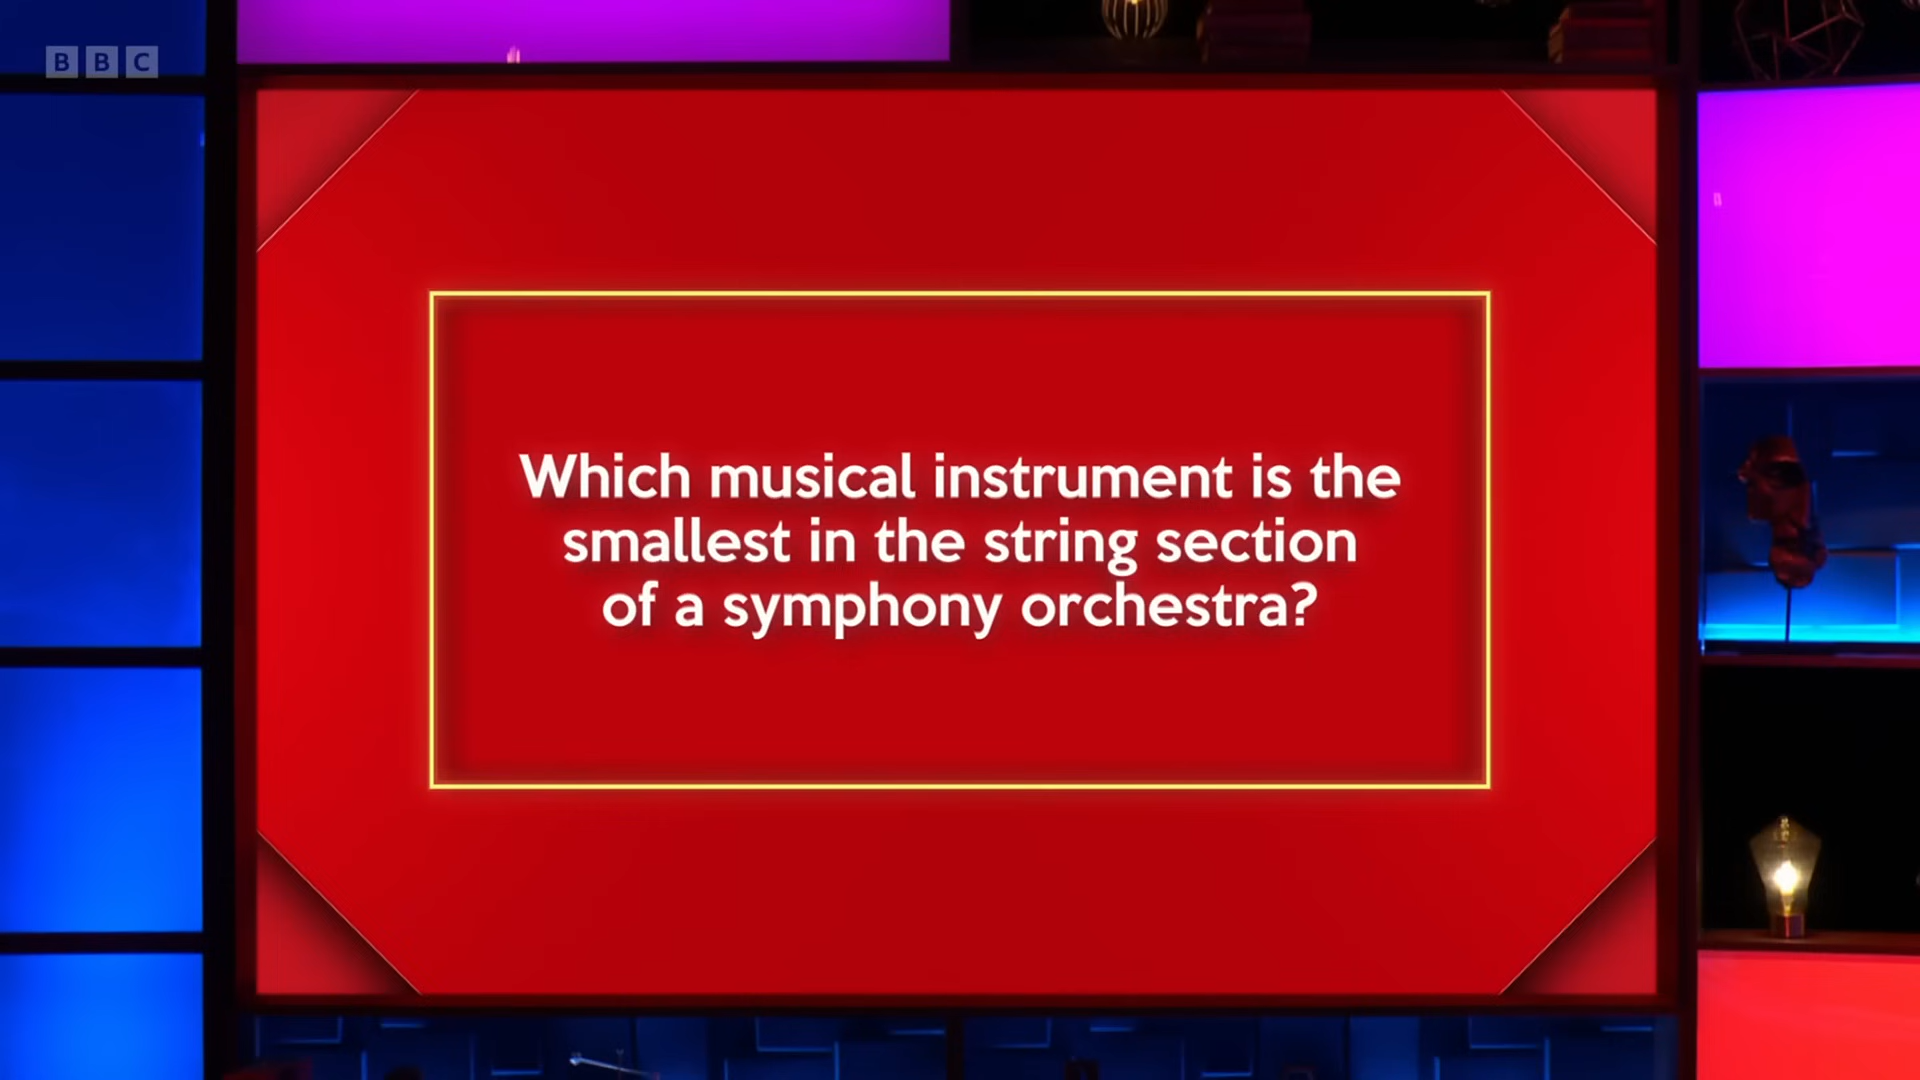 BBC
Which musical instrument is the
smallest in the string section
of a symphony orchestra?